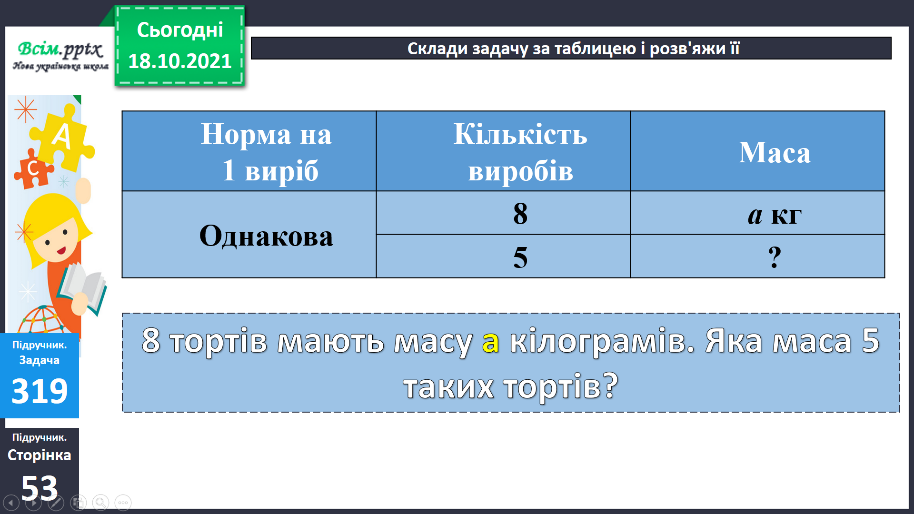 Всім.pptx
Нова українська школа
Сьогодні
18.10.2021
Склади задачу за таблицею і розв'яжи її
А
С
Норма на
1 виріб
Кількість
виробів
Маса
Однакова
8
а кг
5
?
8 тортів мають масу а кілограмів. Яка маса 5
таких тортів?
Підручник.
Задача
319
Підручник.
Сторінка
53